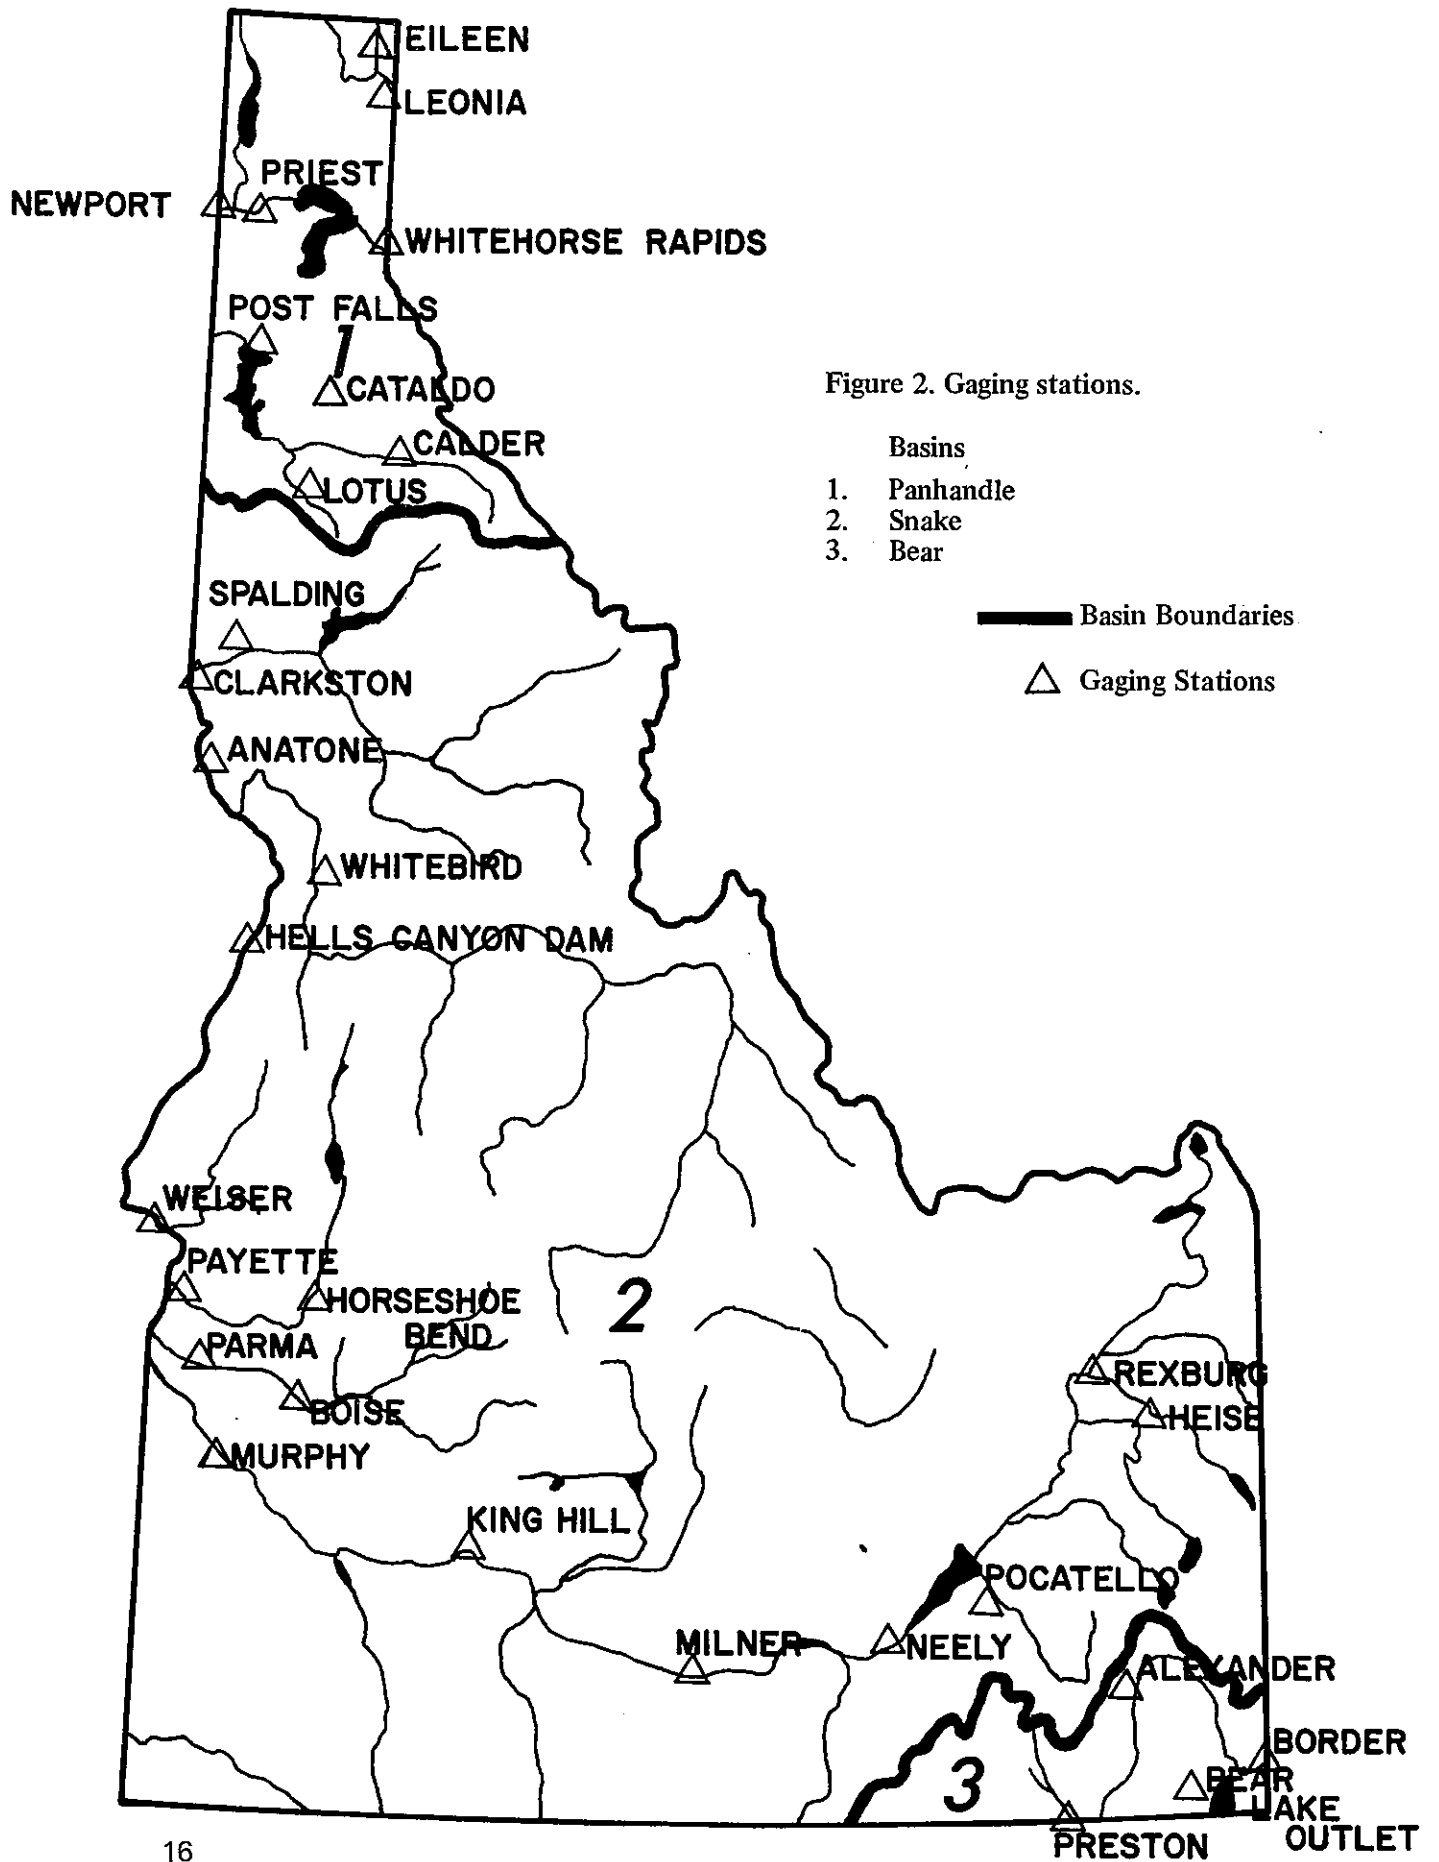 EILEEN
LEONIA
PRIEST
NEWPORT
WHITEHORSE RAPIDS
POST FALLS
1
CATALDO
Figure 2. Gaging stations.
CALDER
Basins
LOTUS
1. Panhandle
2. Snake
3. Bear
SPALDING
Basin Boundaries
CLARKSTON
Gaging Stations
ANATONE
WHITEBIRD
HELLS CANYON DAM
WEISER
PAYETTE
HORSESHOE
BEND
2
PARMA
REXBURG
BOISE
HEISE
MURPHY
KING HILL
POCATELLO
MILNER
NEELY
ALEXANDER
BORDER
3
BEAR
LAKE
OUTLET
PRESTON
16